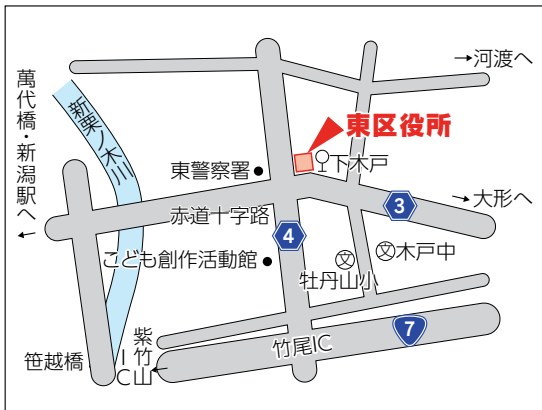 →河渡へ
萬代橋・新潟駅へ
←
新栗ノ木川
東区役所
下木戸
東警察署
→
大形へ
3
赤道十字路
4
こども創作活動館
文
木戸中
文
牡丹山小
7
竹尾IC
紫竹山IC
←
笹越橋